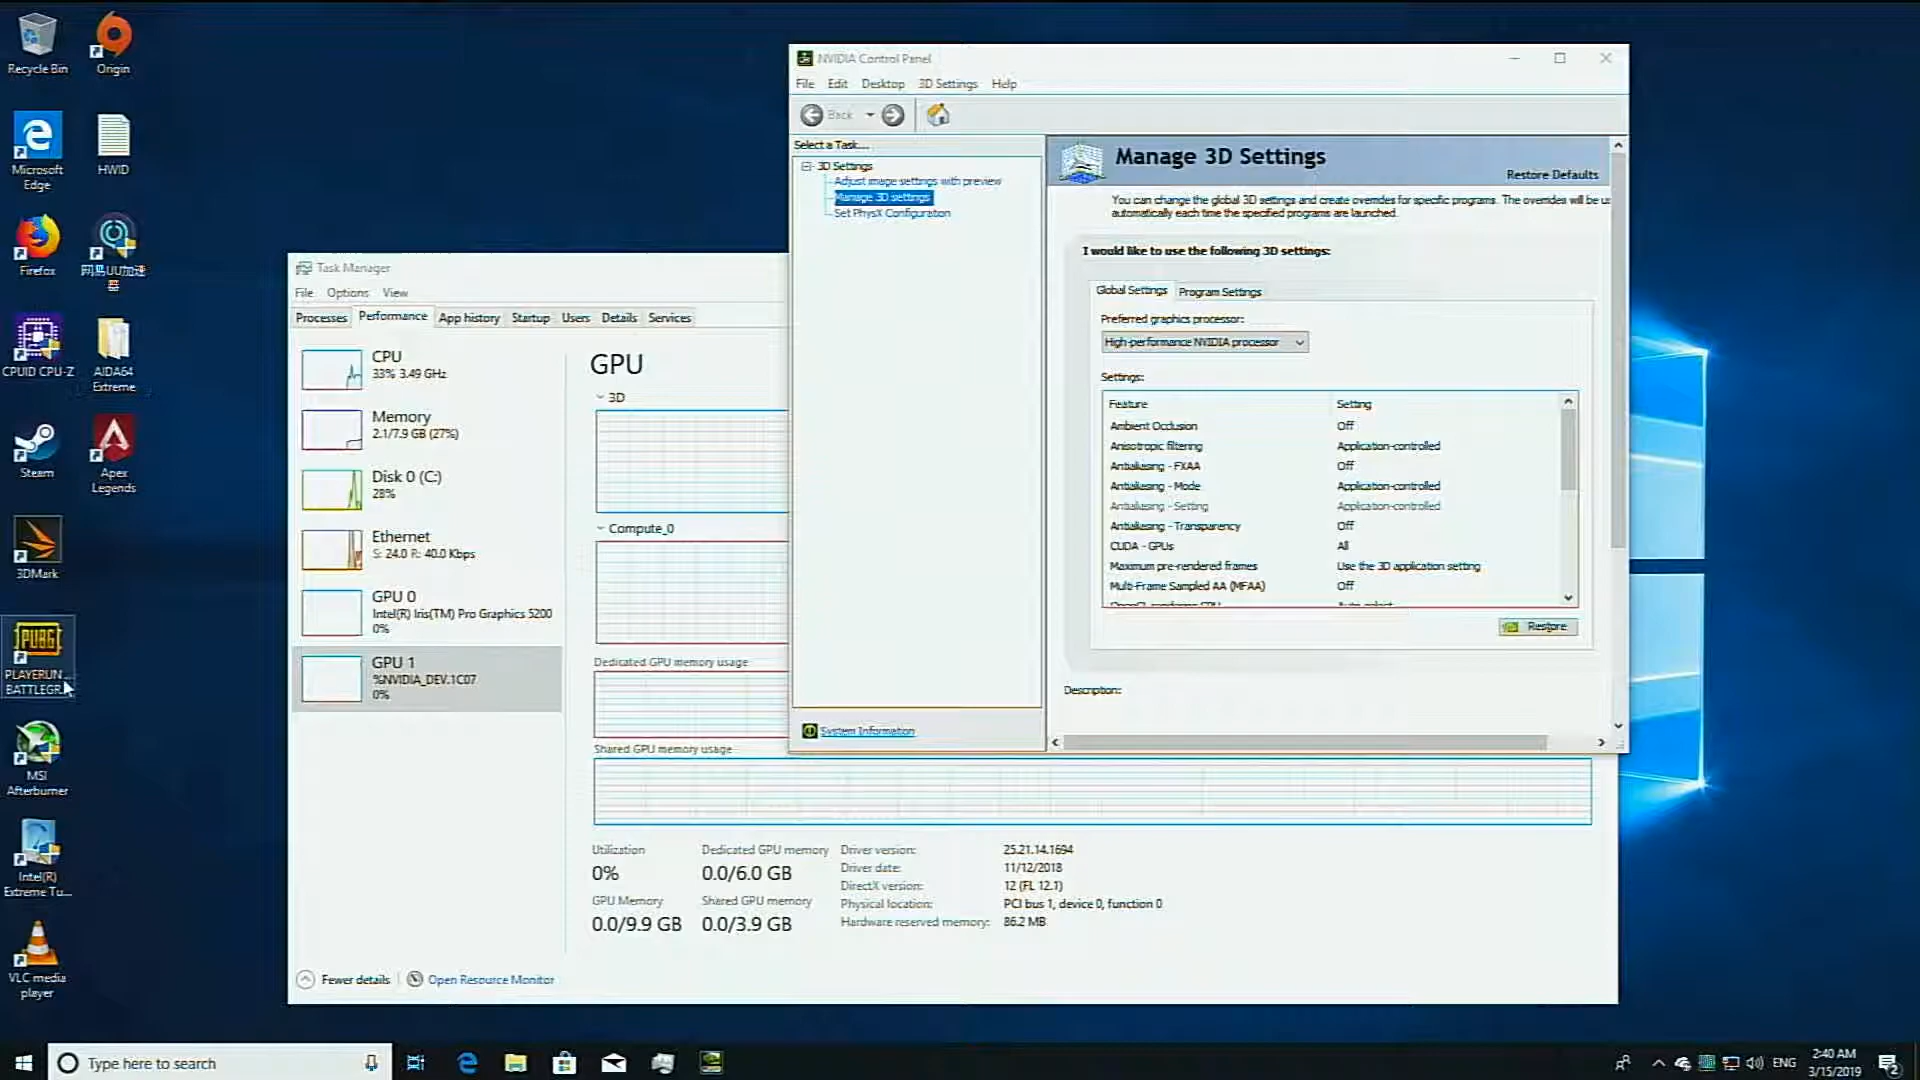 Recycle Bin
Origin
Microsoft
Edge
HWID
Firefox
网易UU加速
器
CPUID CPU-Z
AIDA64
Extreme
Steam
Apex
Legends
3DMark
PUBG
PLAYERUN...
BATTLEGR...
MSI
Afterburner
Intel(R)
Extreme Tu...
VLC media
player
Task Manager
File Options View
Processes Performance App history Startup Users Details Services
CPU
33% 3.49 GHz
Memory
2.1/7.9 GB (27%)
Disk 0 (C:)
28%
Ethernet
S: 24.0 R: 40.0 Kbps
GPU 0
Intel(R) Iris(TM) Pro Graphics 5200
0%
GPU 1
%NVIDIA_DEV.1C07
0%
GPU
3D
Compute_0
Dedicated GPU memory usage
Shared GPU memory usage
Utilization
0%
Dedicated GPU memory
0.0/6.0 GB
GPU Memory
0.0/9.9 GB
Shared GPU memory
0.0/3.9 GB
Driver version: 25.21.14.1694
Driver date: 11/12/2018
DirectX version: 12 (FL 12.1)
Physical location: PCI bus 1, device 0, function 0
Hardware reserved memory: 86.2 MB
Fewer details
Open Resource Monitor
NVIDIA Control Panel
File Edit Desktop 3D Settings Help
Back
Select a Task...
3D Settings
Adjust image settings with preview
Manage 3D settings
Set PhysX Configuration
System Information
Manage 3D Settings
Restore Defaults
You can change the global 3D settings and create overrides for specific programs. The overrides will be us
automatically each time the specified programs are launched.
I would like to use the following 3D settings:
Global Settings Program Settings
Preferred graphics processor:
High-performance NVIDIA processor
Settings:
Feature Setting
Ambient Occlusion Off
Anisotropic filtering Application-controlled
Antialiasing - FXAA Off
Antialiasing - Mode Application-controlled
Antialiasing - Setting Application-controlled
Antialiasing - Transparency Off
CUDA - GPUs All
Maximum pre-rendered frames Use the 3D application setting
Multi-Frame Sampled AA (MFAA) Off
OpenGL rendering GPU Auto-select
Restore
Description:
Type here to search
ENG
2:40 AM
3/15/2019
2